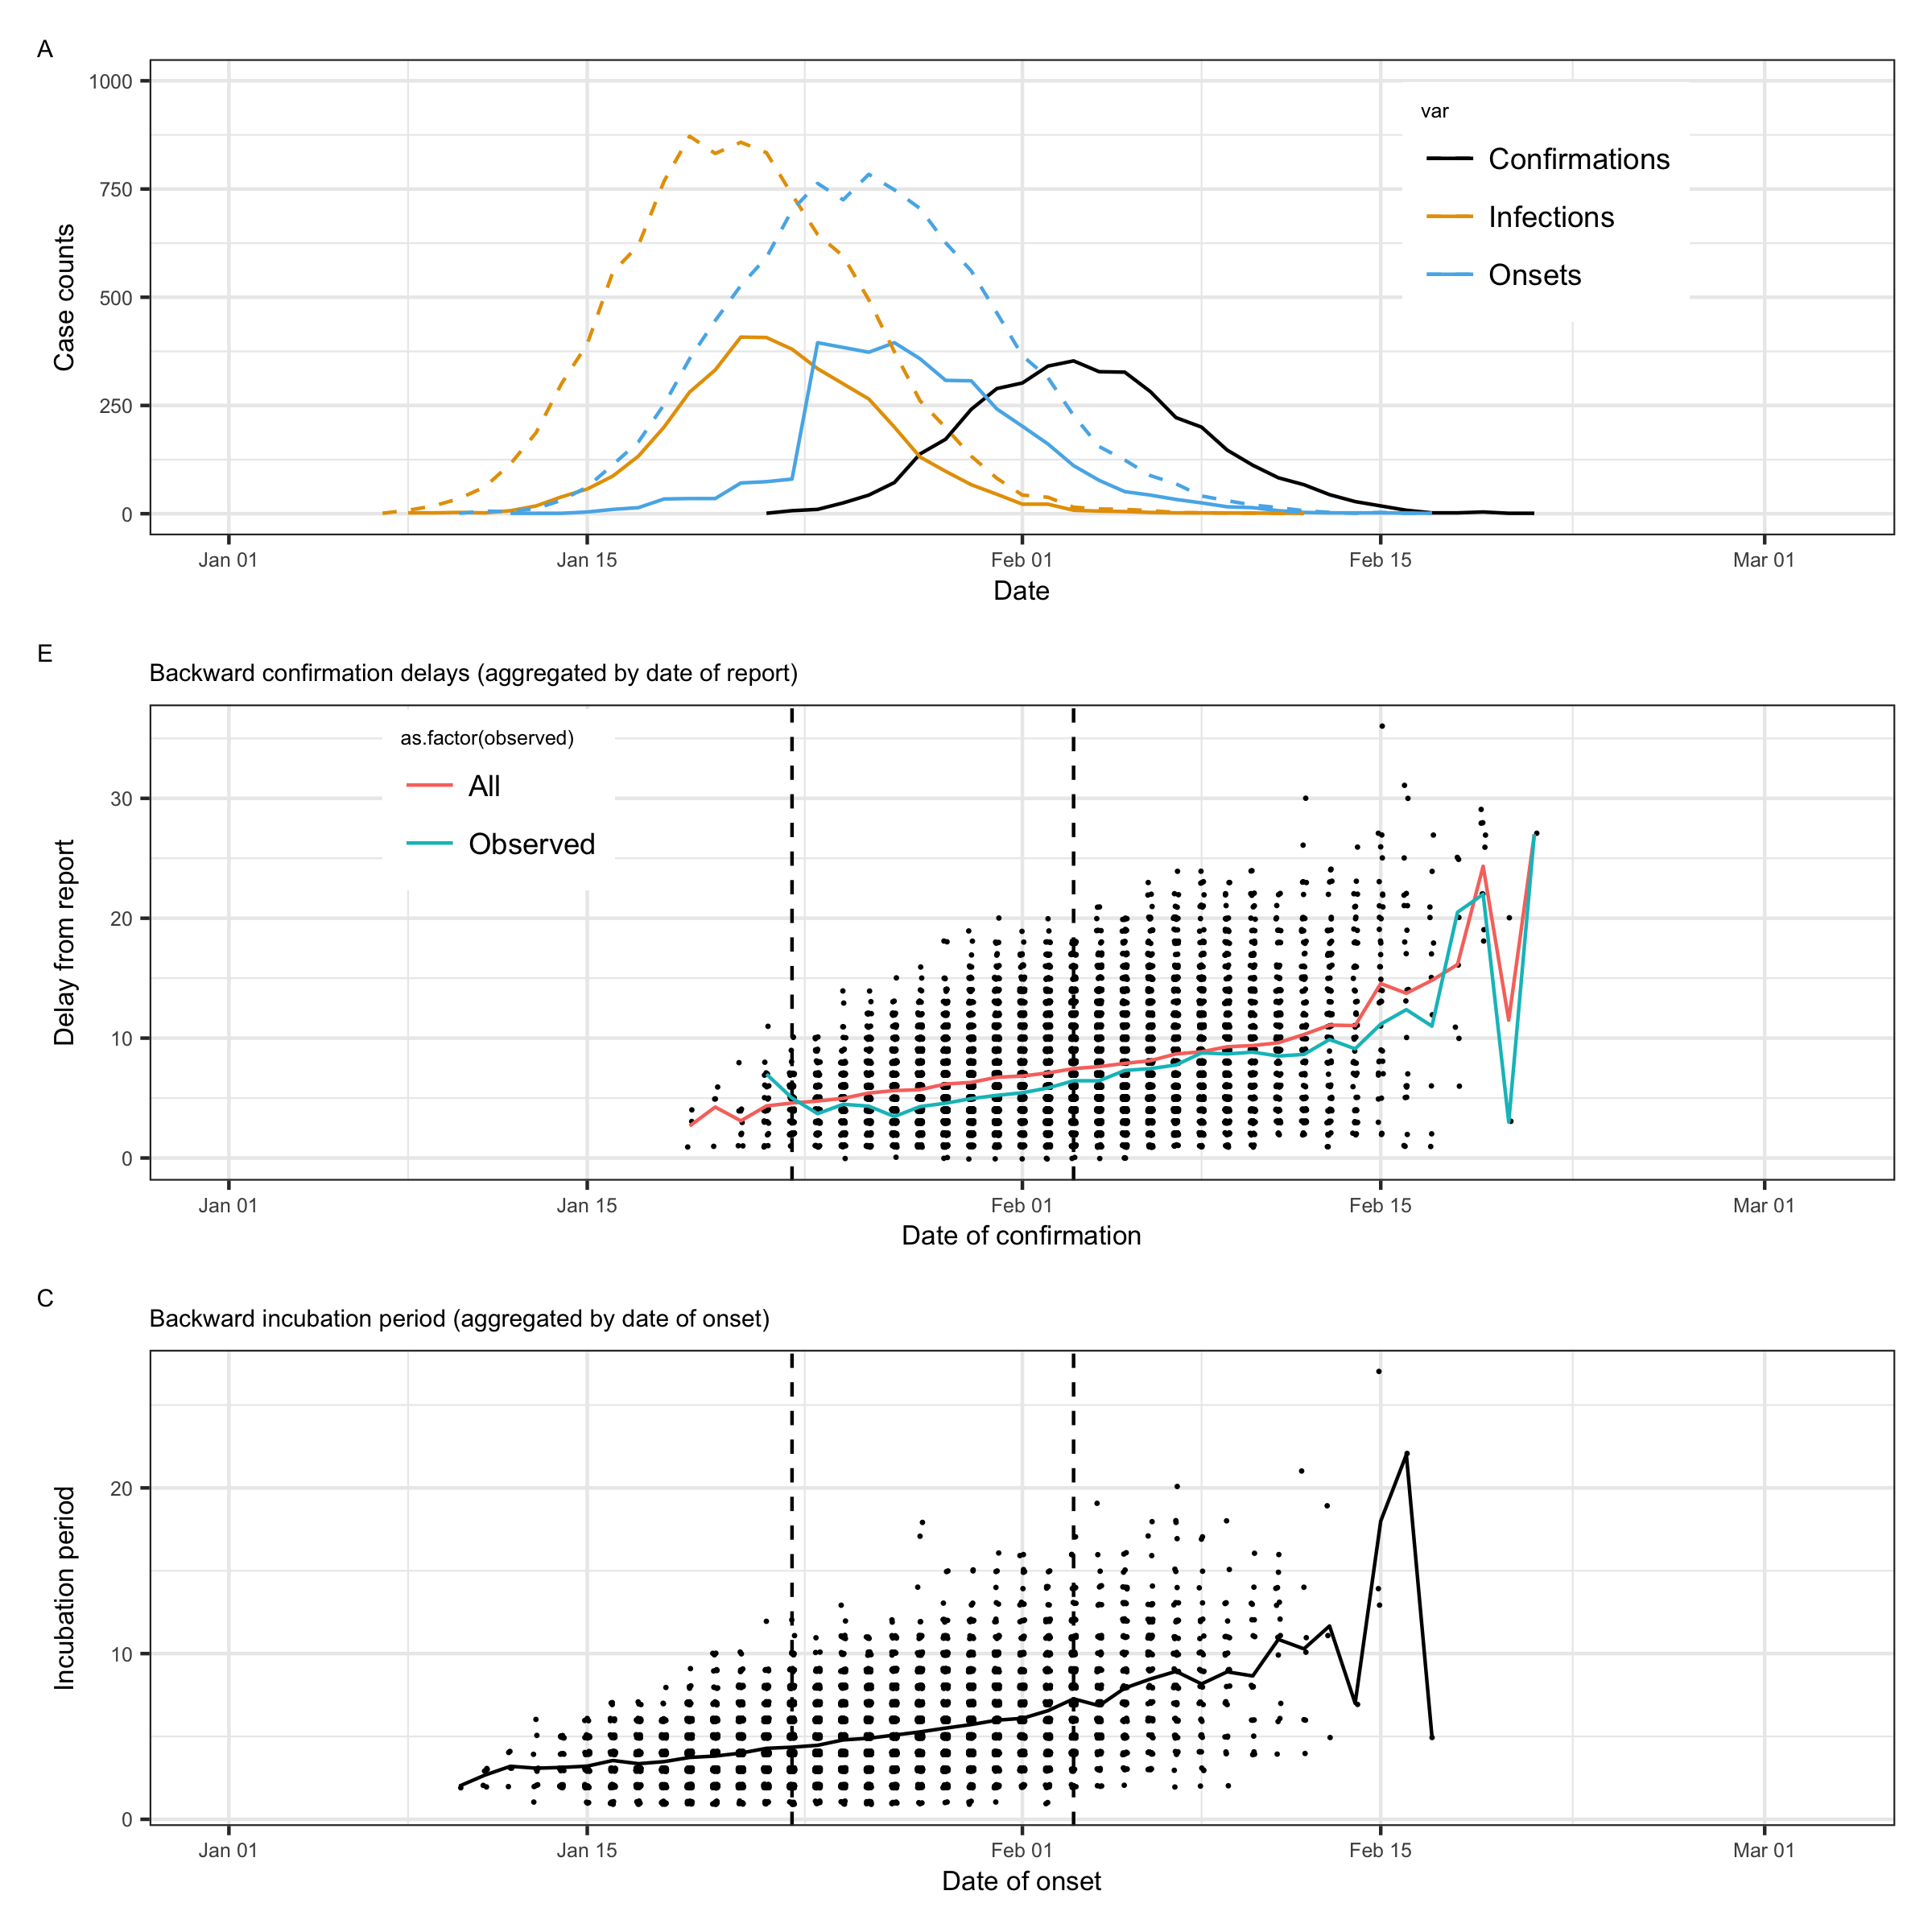 A
1000
750
500
250
0
Case counts
var
Confirmations
Infections
Onsets
Jan 01
Jan 15
Feb 01
Feb 15
Mar 01
Date
E
Backward confirmation delays (aggregated by date of report)
30
20
10
0
Delay from report
as.factor(observed)
All
Observed
Jan 01
Jan 15
Feb 01
Feb 15
Mar 01
Date of confirmation
C
Backward incubation period (aggregated by date of onset)
20
10
0
Incubation period
Jan 01
Jan 15
Feb 01
Feb 15
Mar 01
Date of onset